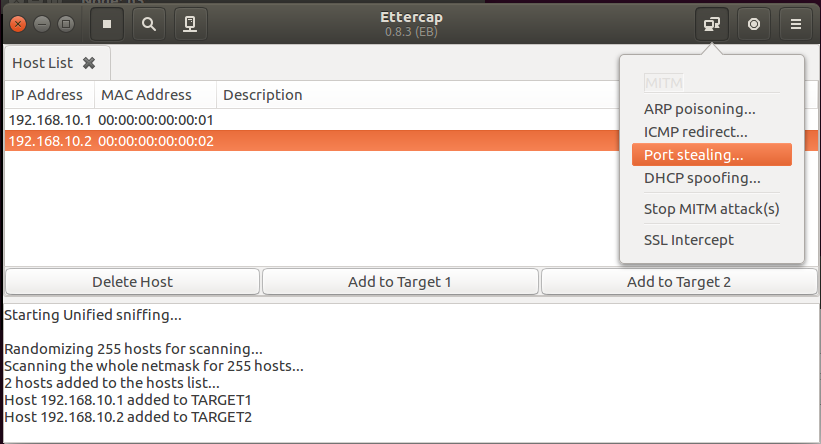 Ettercap
0.8.3 (EB)
Host List
IP Address MAC Address Description
192.168.10.1 00:00:00:00:00:01
192.168.10.2 00:00:00:00:00:02
MITM
ARP poisoning...
ICMP redirect...
Port stealing...
DHCP spoofing...
Stop MITM attack(s)
SSL Intercept
Delete Host Add to Target 1 Add to Target 2
Starting Unified sniffing...
Randomizing 255 hosts for scanning...
Scanning the whole netmask for 255 hosts...
2 hosts added to the hosts list...
Host 192.168.10.1 added to TARGET1
Host 192.168.10.2 added to TARGET2